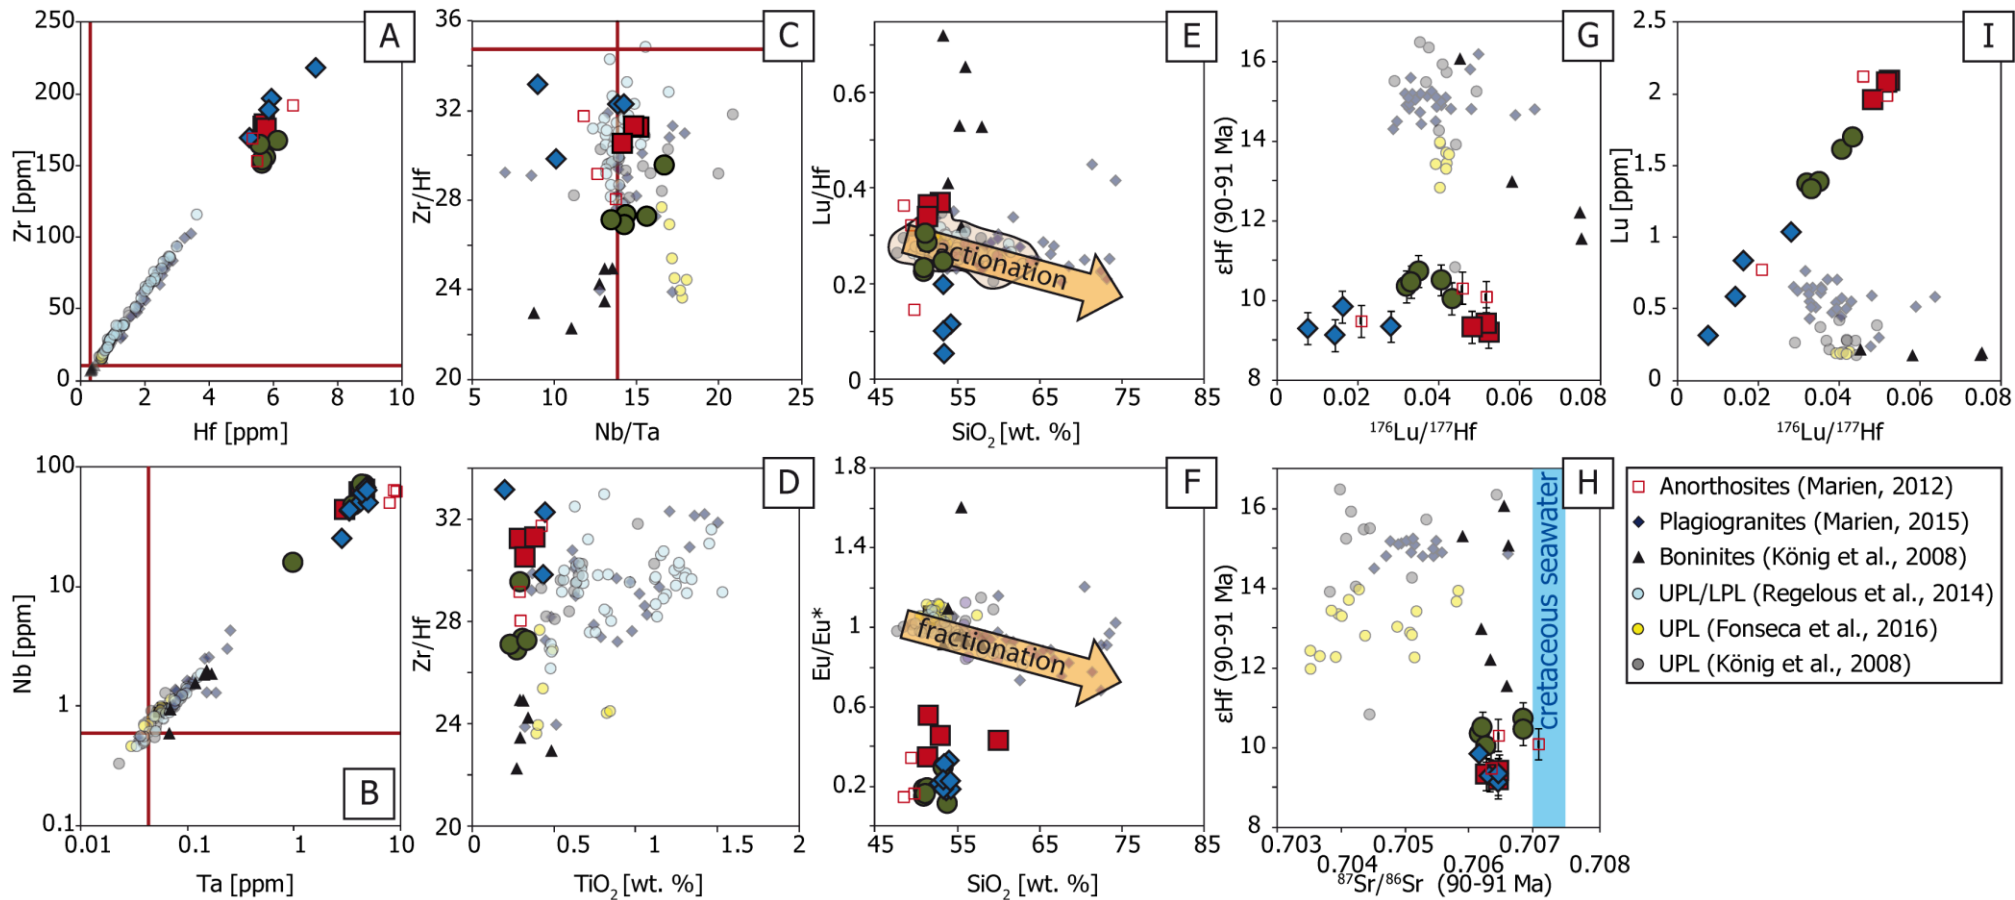 250
200
150
100
50
0
Zr [ppm]
A
0 2 4 6 8 10
Hf [ppm]
36
32
28
24
20
Zr/Hf
C
5 10 15 20 25
Nb/Ta
0.6
0.4
0.2
0
Lu/Hf
E
fractionation
45 55 65 75 85
SiO2 [wt. %]
16
14
12
10
8
εHf (90-91 Ma)
G
0 0.02 0.04 0.06 0.08
176Lu/177Hf
2.5
2
1.5
1
0.5
0
Lu [ppm]
I
0 0.02 0.04 0.06 0.08
176Lu/177Hf
100
10
1
0.1
Nb [ppm]
B
0.01 0.1 1 10
Ta [ppm]
32
28
24
20
Zr/Hf
D
0 0.5 1 1.5 2
TiO2 [wt. %]
1.8
1.4
1
0.6
0.2
Eu/Eu*
F
fractionation
45 55 65 75 85
SiO2 [wt. %]
16
14
12
10
8
εHf (90-91 Ma)
H
cretaceous seawater
0.703 0.705 0.707
0.704 0.706 0.708
87Sr/86Sr (90-91 Ma)
Anorthosites (Marien, 2012)
Plagiogranites (Marien, 2015)
Boninites (König et al., 2008)
UPL/LPL (Regelous et al., 2014)
UPL (Fonseca et al., 2016)
UPL (König et al., 2008)